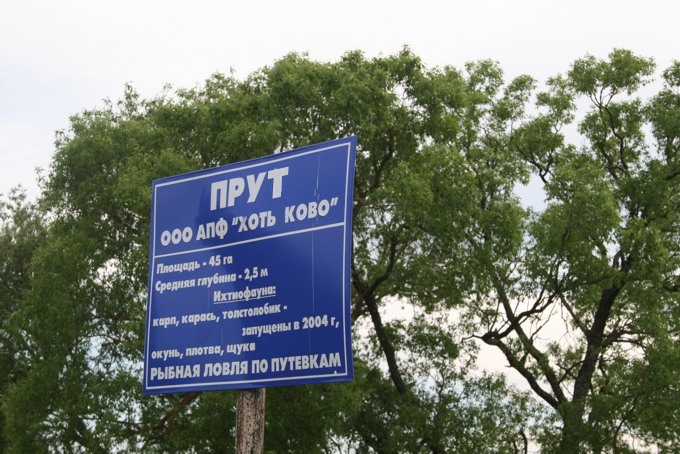 ПРУТ
ООО АПФ "ХОТЬ КОВО"
Площадь - 45 га
Средняя глубина - 2,5 м
Ихтиофауна:
карп, карась, толстолобик -
запущены в 2004 г,
окунь, плотва, щука
РЫБНАЯ ЛОВЛЯ ПО ПУТЕВКАМ